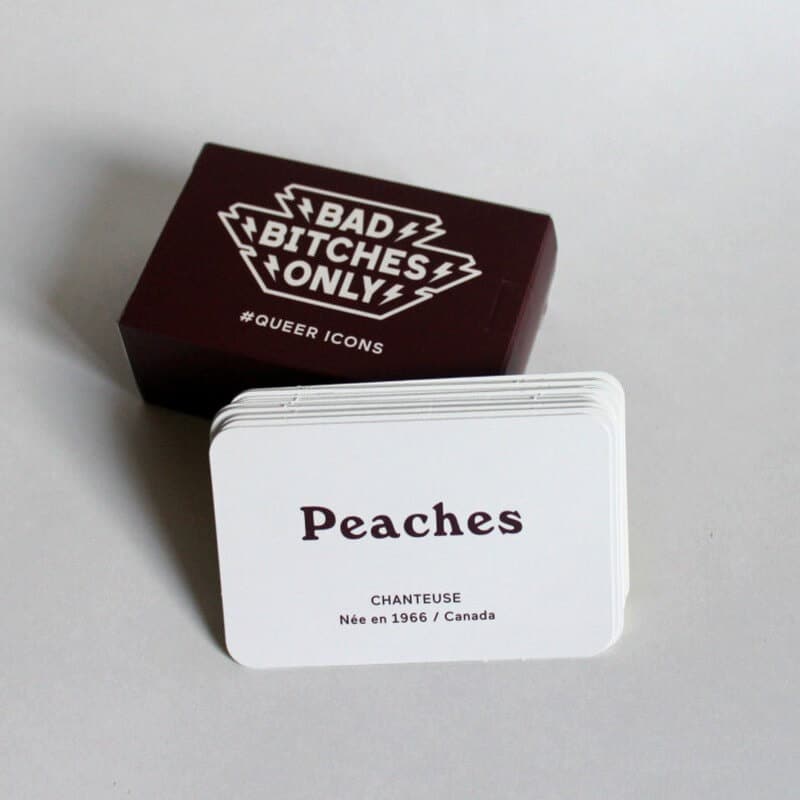 BAD
BITCHES
ONLY
#QUEER ICONS
Peaches
CHANTEUSE
Née en 1966 / Canada